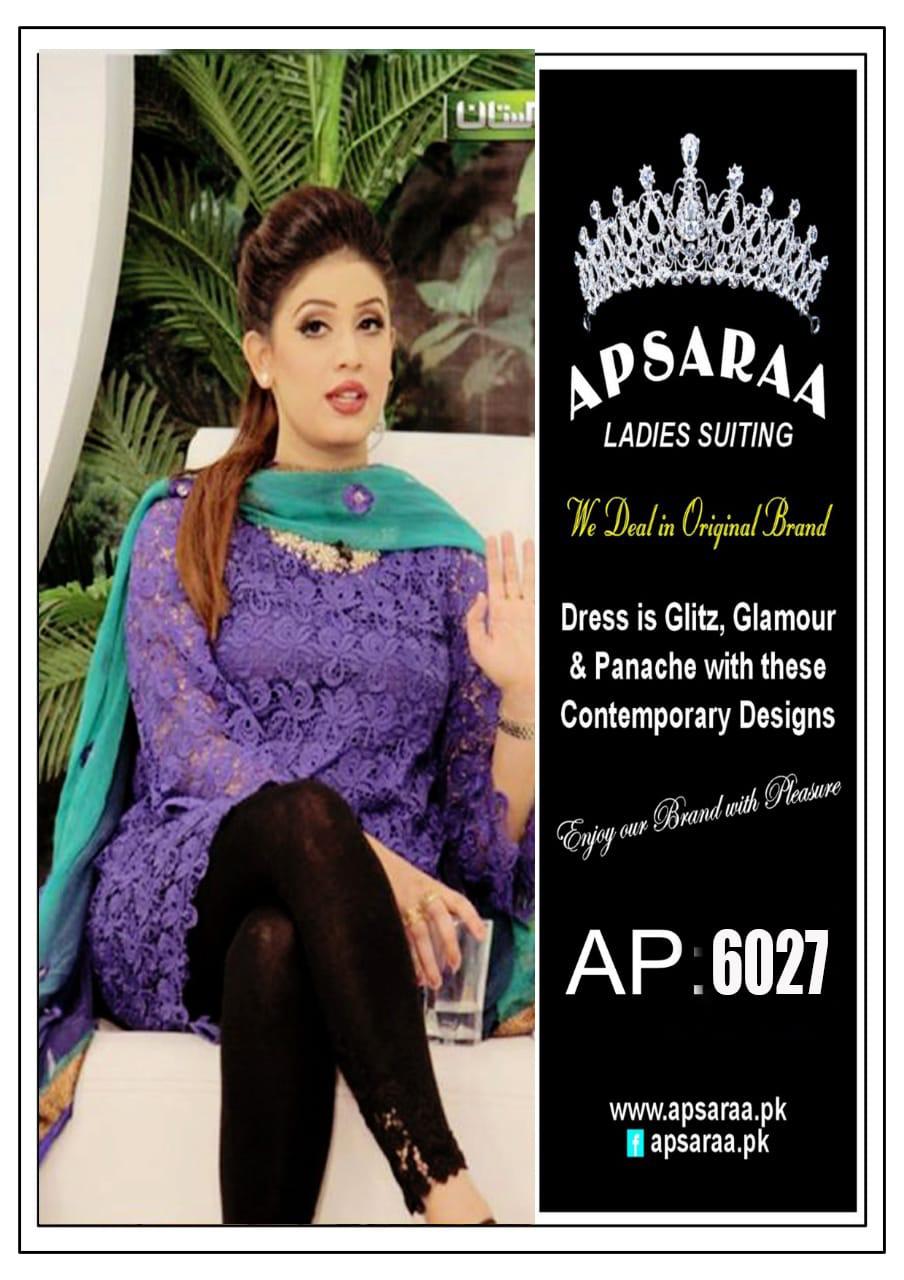 ستان
APSARAA
LADIES SUITING
We Deal in Original Brand
Dress is Glitz, Glamour
& Panache with these
Contemporary Designs
Enjoy our Brand with Pleasure
AP:6027
www.apsaraa.pk
f apsaraa.pk